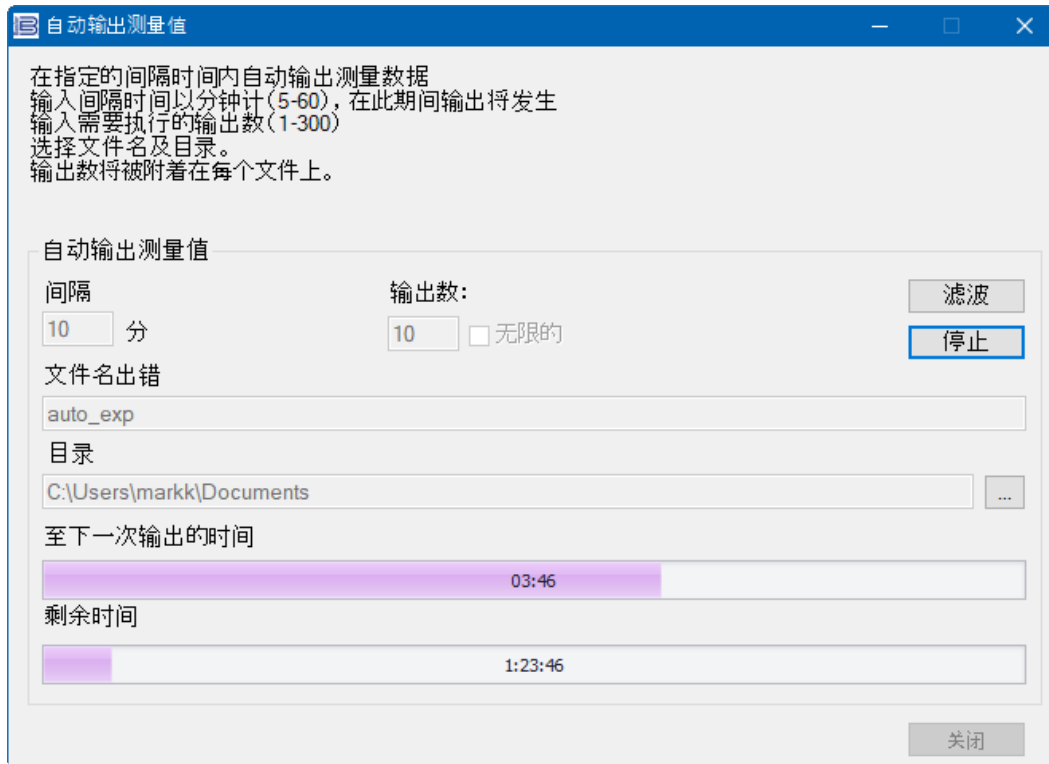 自动输出测量值
在指定的间隔时间内自动输出测量数据
输入间隔时间以分钟计(5-60), 在此期间输出将发生
输入需要执行的输出数(1-300)
选择文件名及目录。
输出数将被附着在每个文件上。
自动输出测量值
间隔
输出数:
滤波
10 分
10 无限的
停止
文件名出错
auto_exp
目录
C:\Users\markk\Documents
...
至下一次输出的时间
03:46
剩余时间
1:23:46
关闭